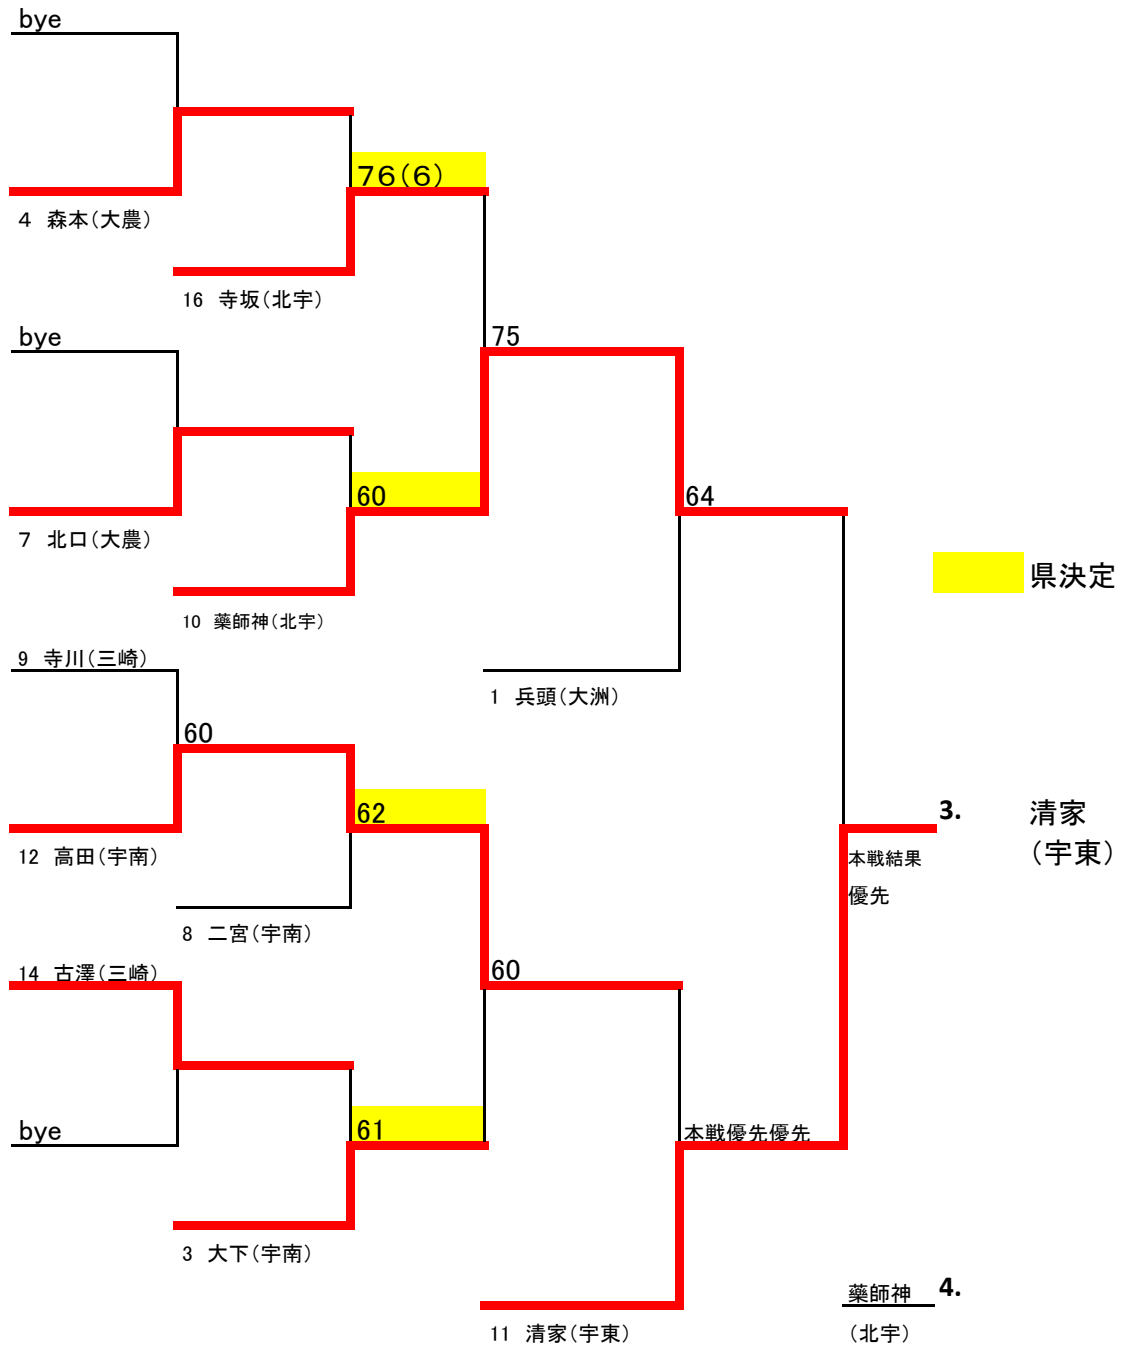 bye
76(6)
4 森本(大農)
16 寺坂(北宇)
bye
75
60
64
7 北口(大農)
県決定
10 藥師神(北宇)
9 寺川(三崎)
1 兵頭(大洲)
60
62
3. 清家
(宇東)
12 高田(宇南)
本戦結果
優先
8 二宮(宇南)
14 古澤(三崎)
60
bye
61
本戦優先優先
3 大下(宇南)
藥師神 4.
11 清家(宇東)
(北宇)